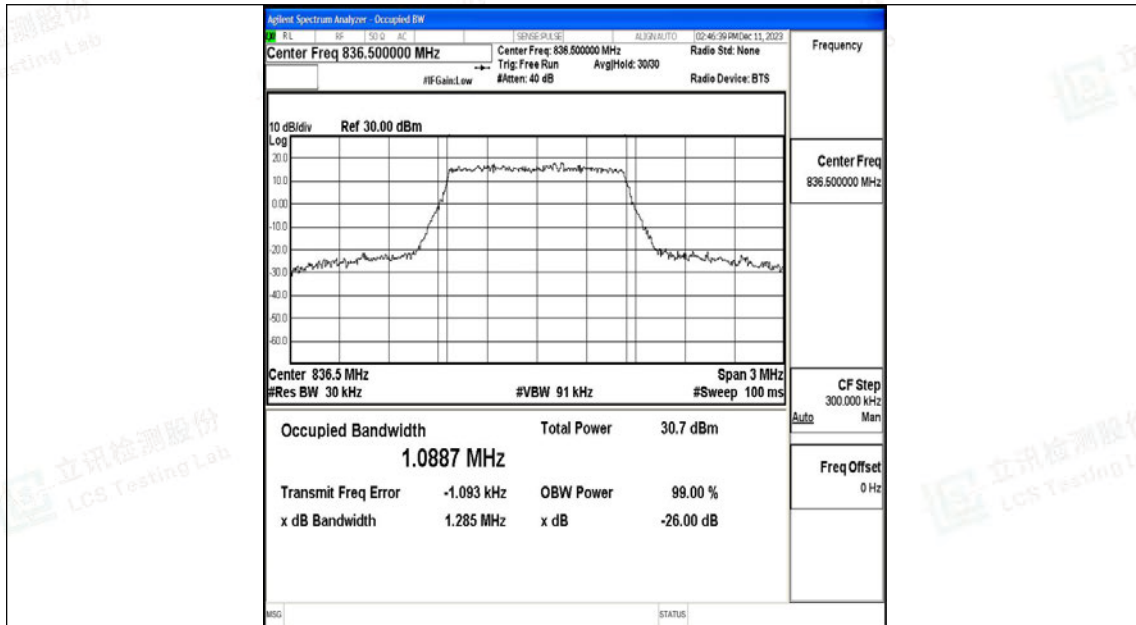 Agilent Spectrum Analyzer - Occupied BW
RL RF 50 Ω AC SENSE:PULSE ALIGNAUTO 02:46:39 PM Dec 11, 2023
Center Freq 836.500000 MHz
Center Freq: 836.500000 MHz
Radio Std: None
Trig: Free Run Avg|Hold: 30/30
#IFGain:Low #Atten: 40 dB Radio Device: BTS
10 dB/div Ref 30.00 dBm
Log
20.0
10.0
0.00
-10.0
-20.0
-30.0
-40.0
-50.0
-60.0
Center 836.5 MHz Span 3 MHz
#Res BW 30 kHz #VBW 91 kHz #Sweep 100 ms
Occupied Bandwidth Total Power 30.7 dBm
1.0887 MHz
Transmit Freq Error -1.093 kHz OBW Power 99.00 %
x dB Bandwidth 1.285 MHz x dB -26.00 dB
MSG STATUS
Frequency
Center Freq
836.500000 MHz
CF Step
300.000 kHz
Auto Man
Freq Offset
0 Hz
测股份
sting Lab
立讯检测股份
LCS Testing Lab
立讯检测股份
LCS Testing L
立